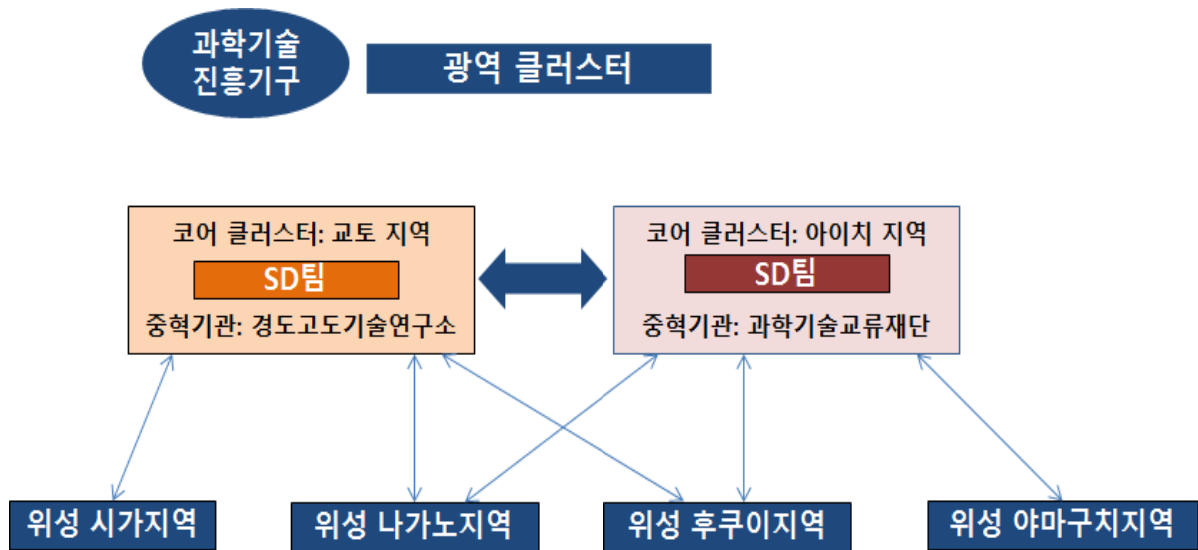 과학기술
진흥기구
광역 클러스터
코어 클러스터: 교토 지역
SD팀
중혁기관: 경도고도기술연구소
코어 클러스터: 아이치 지역
SD팀
중혁기관: 과학기술교류재단
위성 시가지역
위성 나가노지역
위성 후쿠이지역
위성 야마구치지역